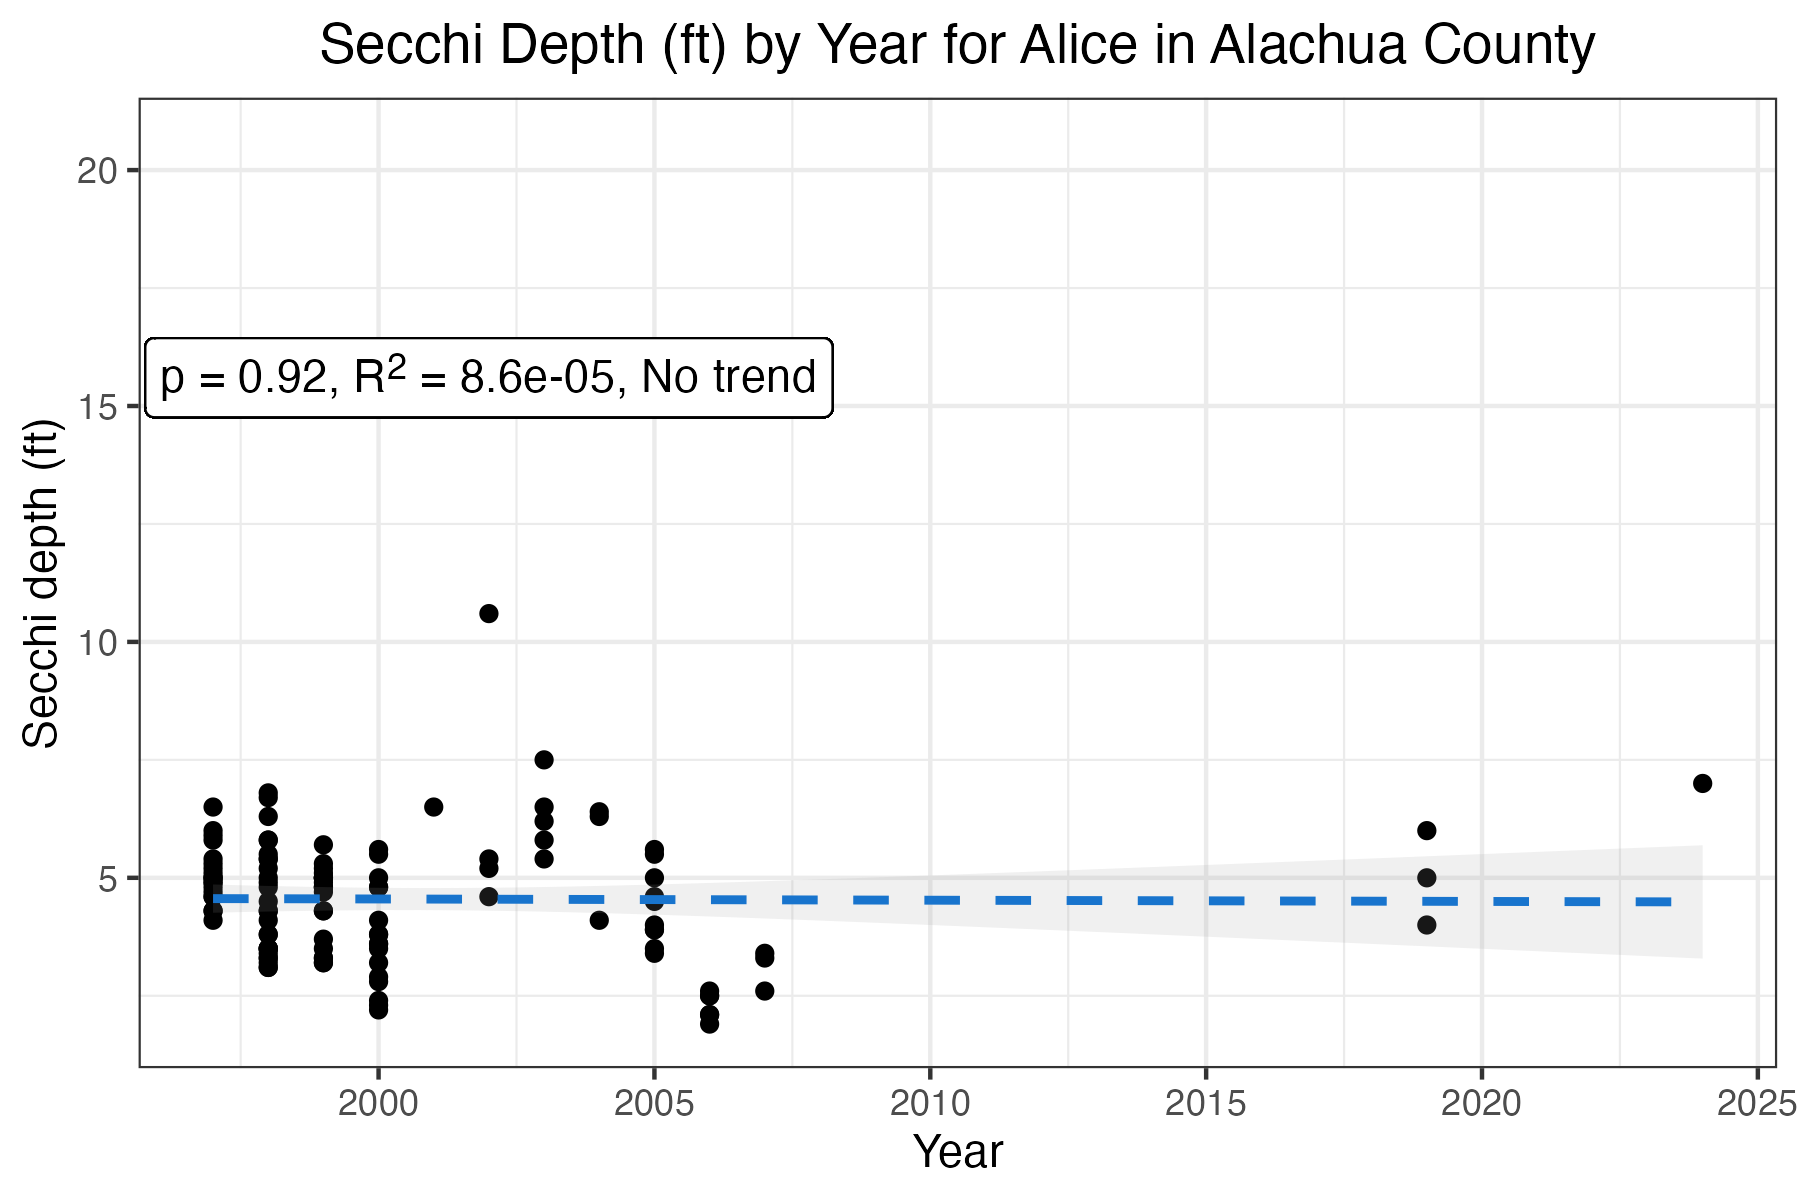 Secchi Depth (ft) by Year for Alice in Alachua County
20
p = 0.92, R² = 8.6e-05, No trend
15
Secchi depth (ft)
10
5
2000 2005 2010 2015 2020 2025
Year